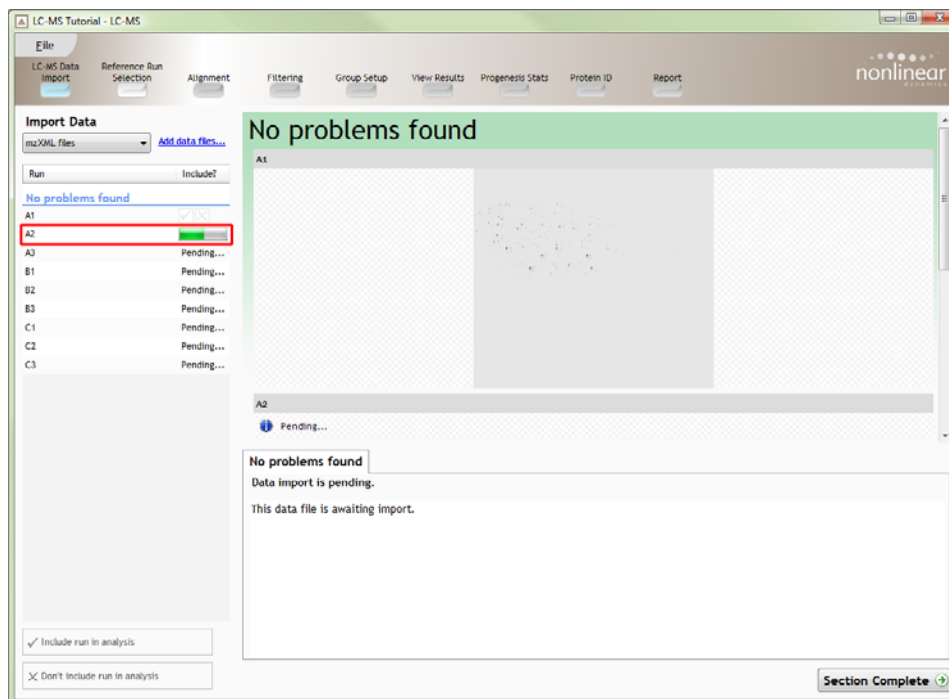 LC-MS Tutorial - LC-MS
File
LC-MS Data
Import
Reference Run
Selection
Alignment
Filtering
Group Setup
View Results
Progenesis Stats
Protein ID
Report
nonlinear
dynamics
Import Data
mzXML files
Add data files...
Run
Include?
No problems found
A1
A2
A3 Pending...
B1 Pending...
B2 Pending...
B3 Pending...
C1 Pending...
C2 Pending...
C3 Pending...
Include run in analysis
Don't include run in analysis
No problems found
A1
A2
Pending...
No problems found
Data import is pending.
This data file is awaiting import.
Section Complete